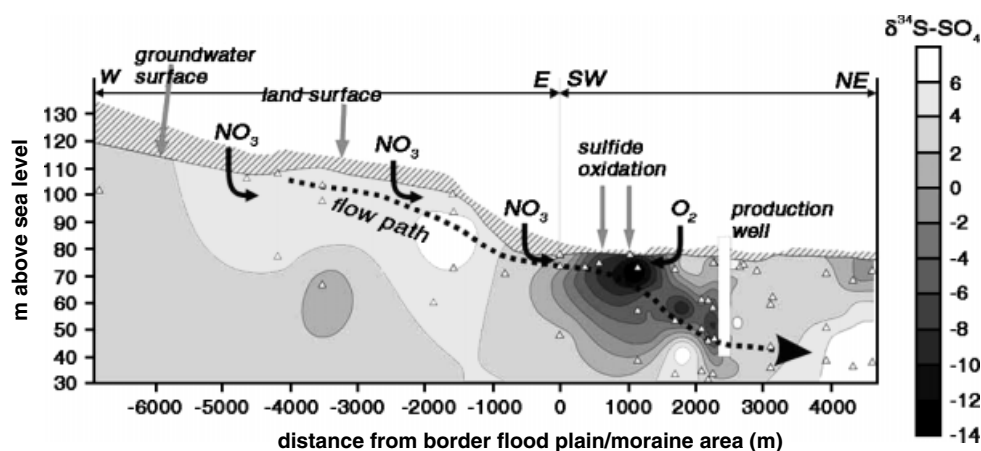 δ³⁴S-SO₄
groundwater
surface
W
land surface
E
SW
NE
NO₃
NO₃
sulfide
oxidation
NO₃
O₂
production
well
flow path
m above sea level
130
120
110
100
90
80
70
60
50
40
30
-6000
-5000
-4000
-3000
-2000
-1000
0
1000
2000
3000
4000
distance from border flood plain/moraine area (m)
6
4
2
0
-2
-4
-6
-8
-10
-12
-14